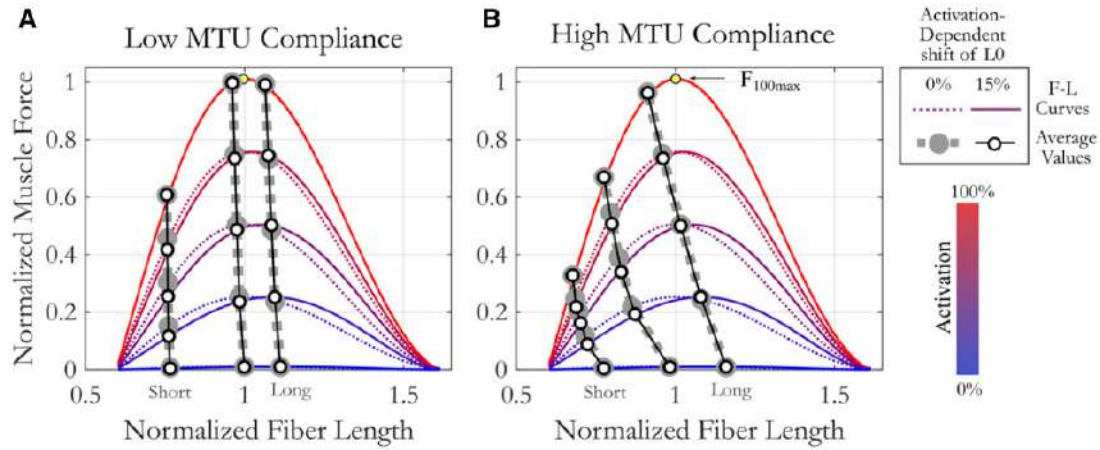 A
Low MTU Compliance
Normalized Muscle Force
1
0.8
0.6
0.4
0.2
0
Short
Long
0.5
1
1.5
Normalized Fiber Length
B
High MTU Compliance
F100max
1
0.8
0.6
0.4
0.2
0
Short
Long
0.5
1
1.5
Normalized Fiber Length
Activation-
Dependent
shift of L0
0% 15%
F-L
Curves
Average
Values
100%
Activation
0%